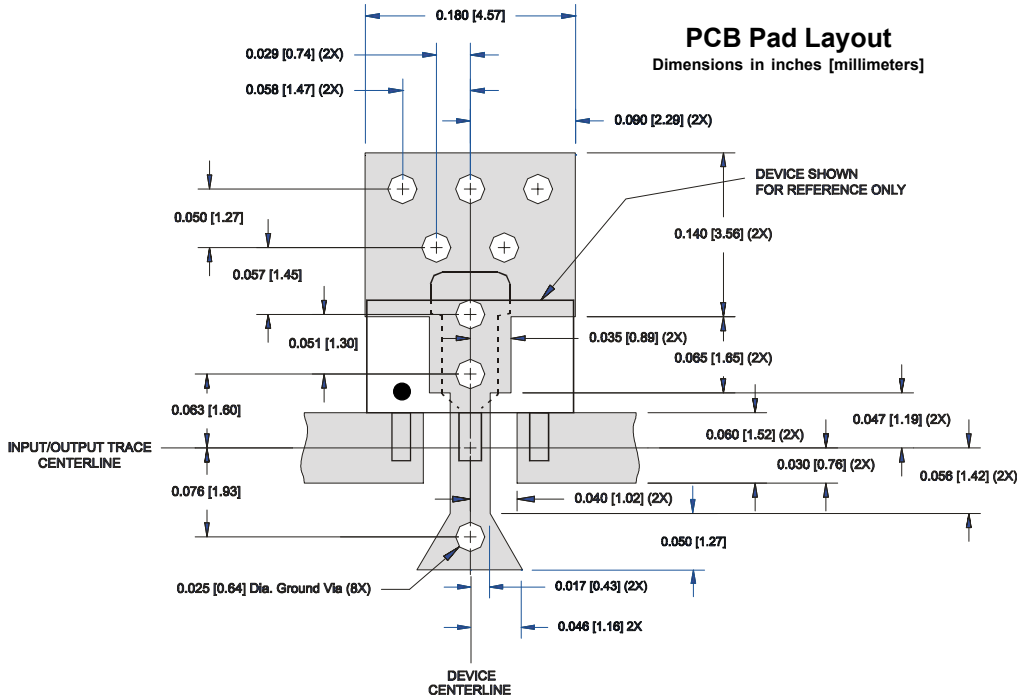 0.180 [4.57]
PCB Pad Layout
Dimensions in inches [millimeters]
0.029 [0.74] (2X)
0.058 [1.47] (2X)
0.090 [2.29] (2X)
DEVICE SHOWN
FOR REFERENCE ONLY
0.050 [1.27]
0.140 [3.56] (2X)
0.057 [1.45]
0.051 [1.30]
0.035 [0.89] (2X)
0.065 [1.65] (2X)
0.063 [1.60]
0.047 [1.19] (2X)
0.060 [1.52] (2X)
INPUT/OUTPUT TRACE
CENTERLINE
0.030 [0.76] (2X)
0.056 [1.42] (2X)
0.076 [1.93]
0.040 [1.02] (2X)
0.050 [1.27]
0.025 [0.64] Dia. Ground Via (8X)
0.017 [0.43] (2X)
0.046 [1.16] 2X
DEVICE
CENTERLINE